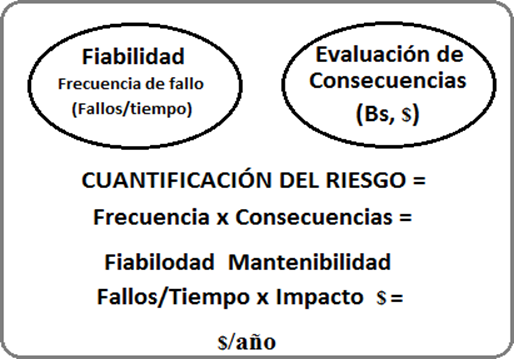 Fiabilidad
Frecuencia de fallo
(Fallos/tiempo)
Evaluación de
Consecuencias
(Bs, $)
CUANTIFICACIÓN DEL RIESGO =
Frecuencia x Consecuencias =
Fiabilodad Mantenibilidad
Fallos/Tiempo x Impacto $ =
$/año